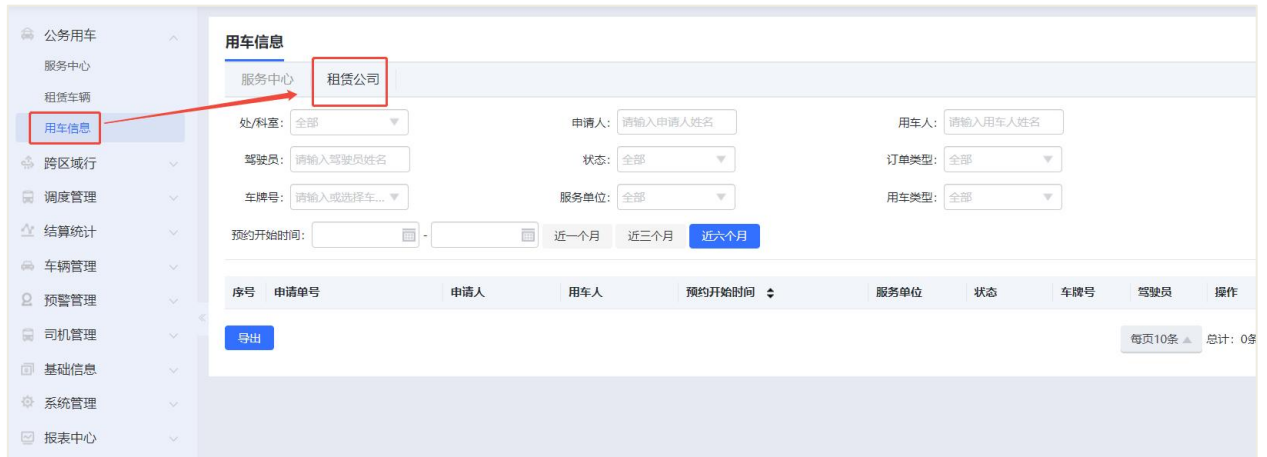 公务用车
服务中心
租赁车辆
用车信息
跨区域行
调度管理
结算统计
车辆管理
预警管理
司机管理
基础信息
系统管理
报表中心
用车信息
服务中心 租赁公司
处/科室: 全部 申请人: 请输入申请人姓名 用车人: 请输入用车人姓名
驾驶员: 请输入驾驶员姓名 状态: 全部 订单类型: 全部
车牌号: 请输入或选择车... 服务单位: 全部 用车类型: 全部
预约开始时间: - 近一个月 近三个月 近六个月
序号 申请单号 申请人 用车人 预约开始时间 服务单位 状态 车牌号 驾驶员 操作
导出 每页10条 总计: 0条